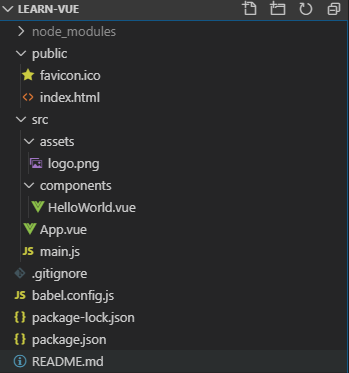 LEARN-VUE
node_modules
public
favicon.ico
index.html
src
assets
logo.png
components
HelloWorld.vue
App.vue
JS main.js
.gitignore
JS babel.config.js
{} package-lock.json
{} package.json
README.md